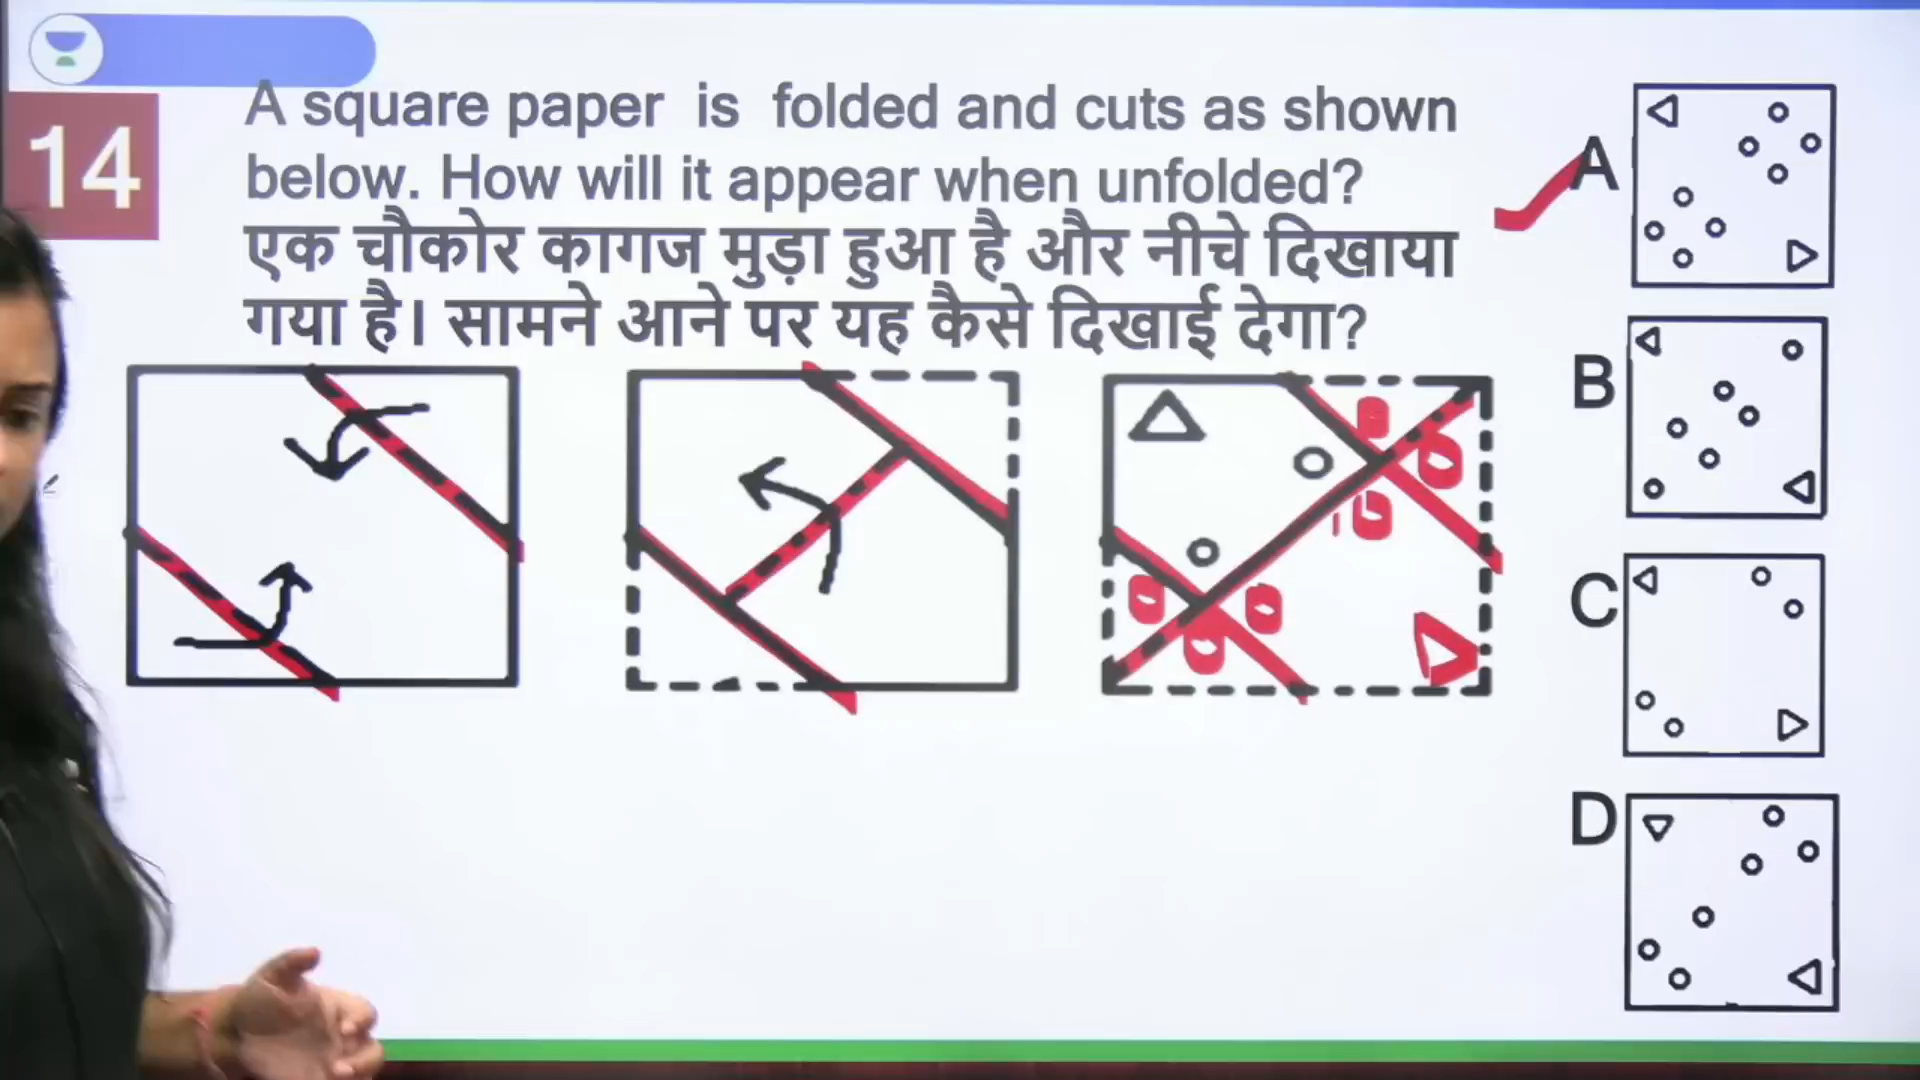 14
A square paper is folded and cuts as shown
below. How will it appear when unfolded?
एक चौकोर कागज मुड़ा हुआ है और नीचे दिखाया
गया है। सामने आने पर यह कैसे दिखाई देगा?
A
B
C
D